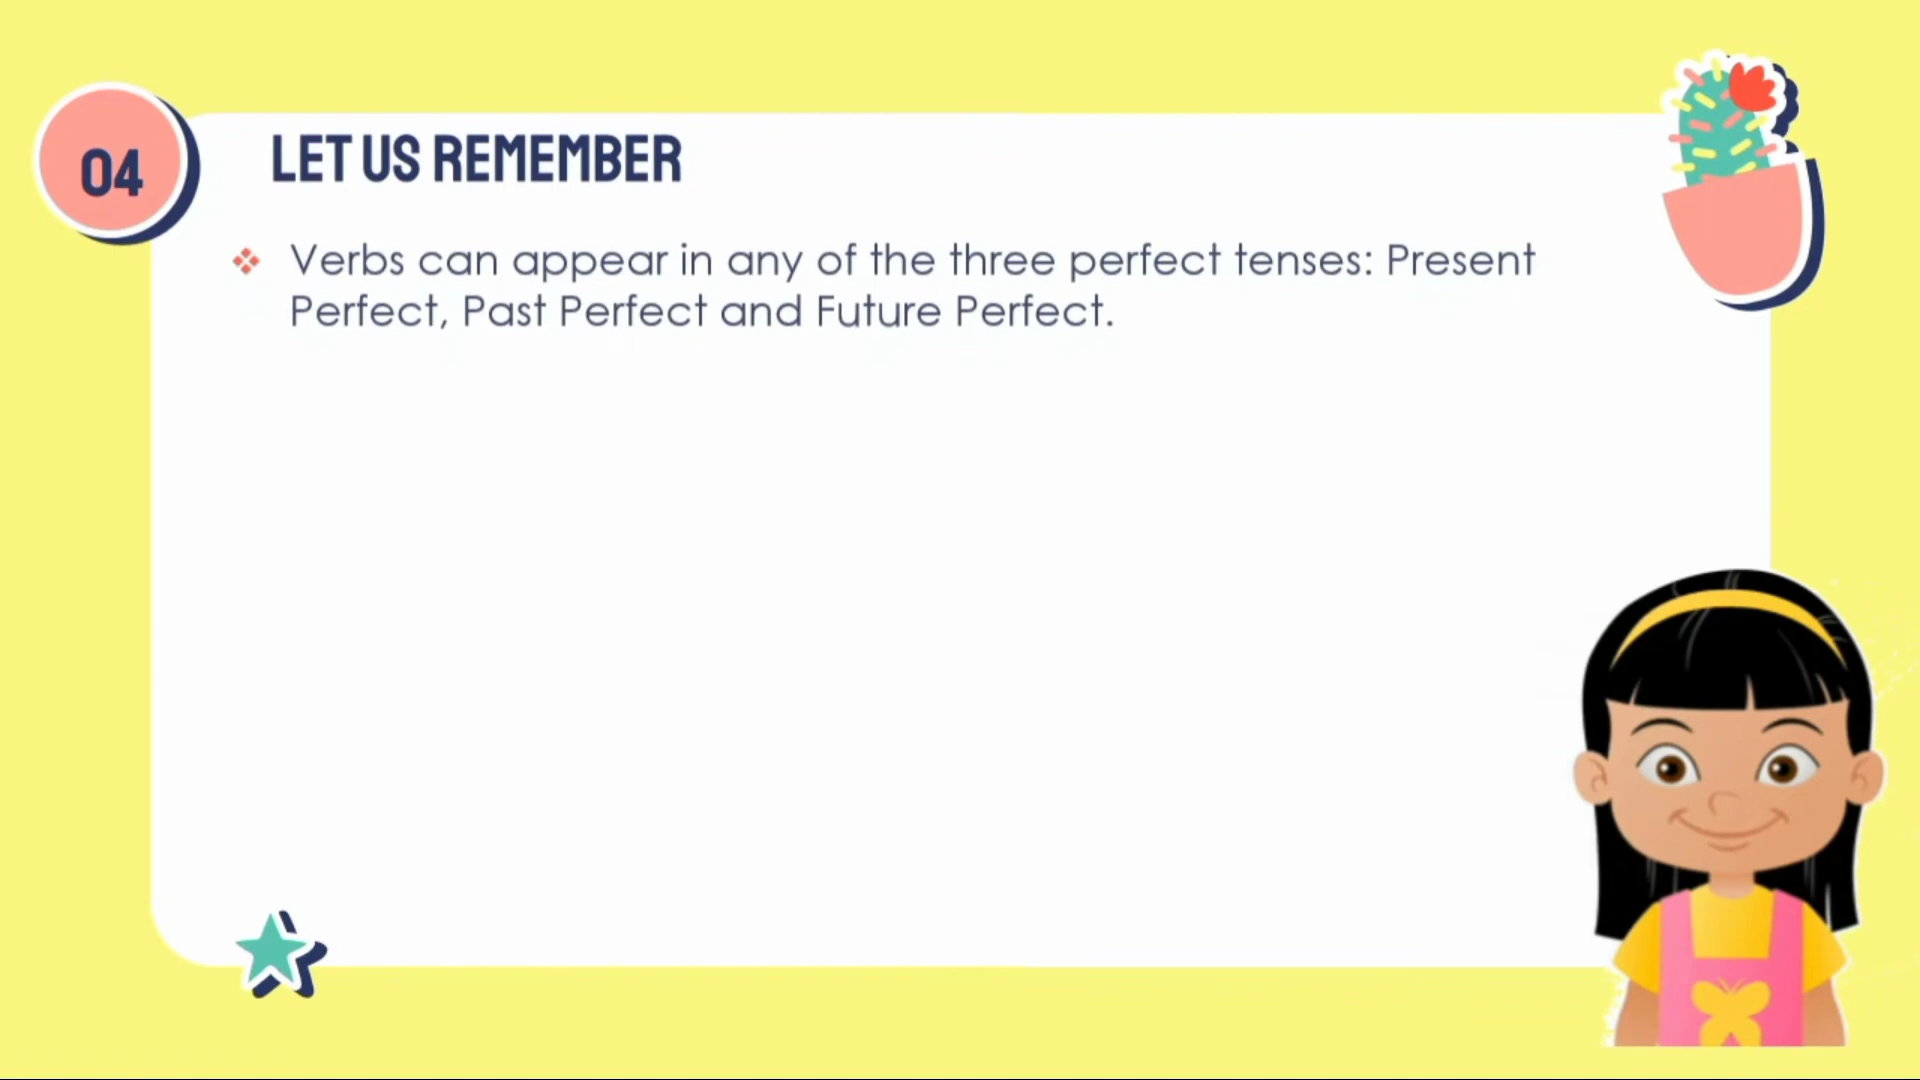 04
LET US REMEMBER
Verbs can appear in any of the three perfect tenses: Present
Perfect, Past Perfect and Future Perfect.